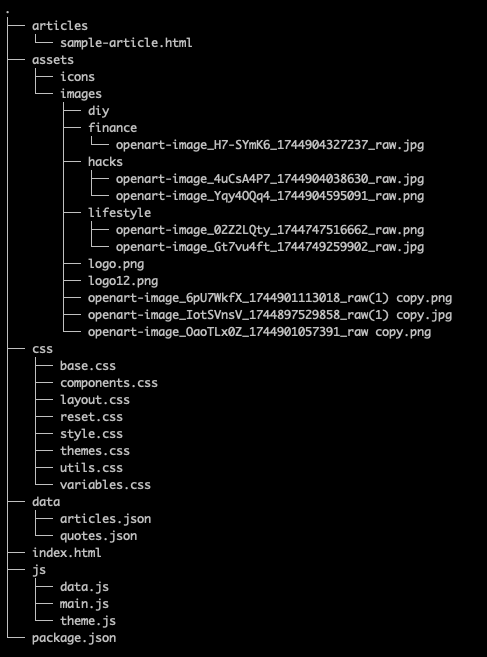 .
├── articles
│   └── sample-article.html
├── assets
│   ├── icons
│   └── images
│       ├── diy
│       ├── finance
│       │   └── openart-image_H7-SYmK6_1744904327237_raw.jpg
│       ├── hacks
│       │   ├── openart-image_4uCsA4P7_1744904038630_raw.jpg
│       │   └── openart-image_Yqy4OQq4_1744904595091_raw.png
│       ├── lifestyle
│       │   ├── openart-image_02Z2LQty_1744747516662_raw.png
│       │   └── openart-image_Gt7vu4ft_1744749259902_raw.jpg
│       ├── logo.png
│       ├── logo12.png
│       ├── openart-image_6pU7WkfX_1744901113018_raw(1) copy.png
│       ├── openart-image_IotSVnsV_1744897529858_raw(1) copy.jpg
│       └── openart-image_OaoTLx0Z_1744901057391_raw copy.png
├── css
│   ├── base.css
│   ├── components.css
│   ├── layout.css
│   ├── reset.css
│   ├── style.css
│   ├── themes.css
│   ├── utils.css
│   └── variables.css
├── data
│   ├── articles.json
│   └── quotes.json
├── index.html
├── js
│   ├── data.js
│   ├── main.js
│   └── theme.js
└── package.json